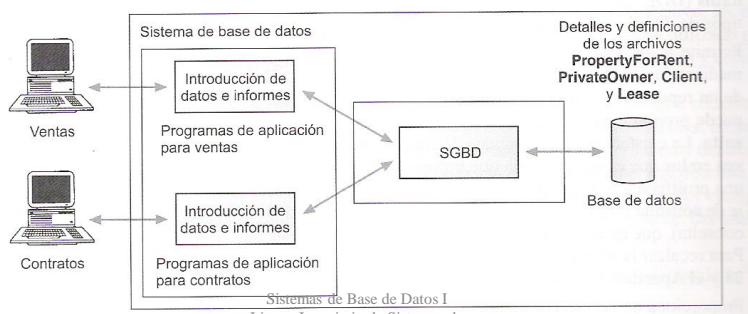 Sistema de base de datos
Detalles y definiciones
de los archivos
PropertyForRent,
PrivateOwner, Client,
y Lease
Introducción de
datos e informes
Ventas
Programas de aplicación
para ventas
SGBD
Base de datos
Introducción de
datos e informes
Contratos
Programas de aplicación
para contratos
Sistemas de Base de Datos I